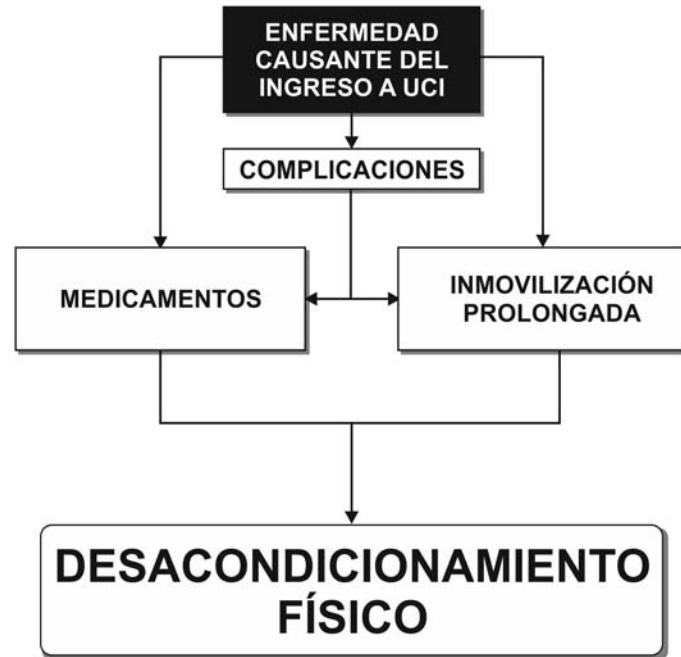 ENFERMEDAD
CAUSANTE DEL
INGRESO A UCI
COMPLICACIONES
MEDICAMENTOS
INMOVILIZACIÓN
PROLONGADA
DESACONDICIONAMIENTO
FÍSICO